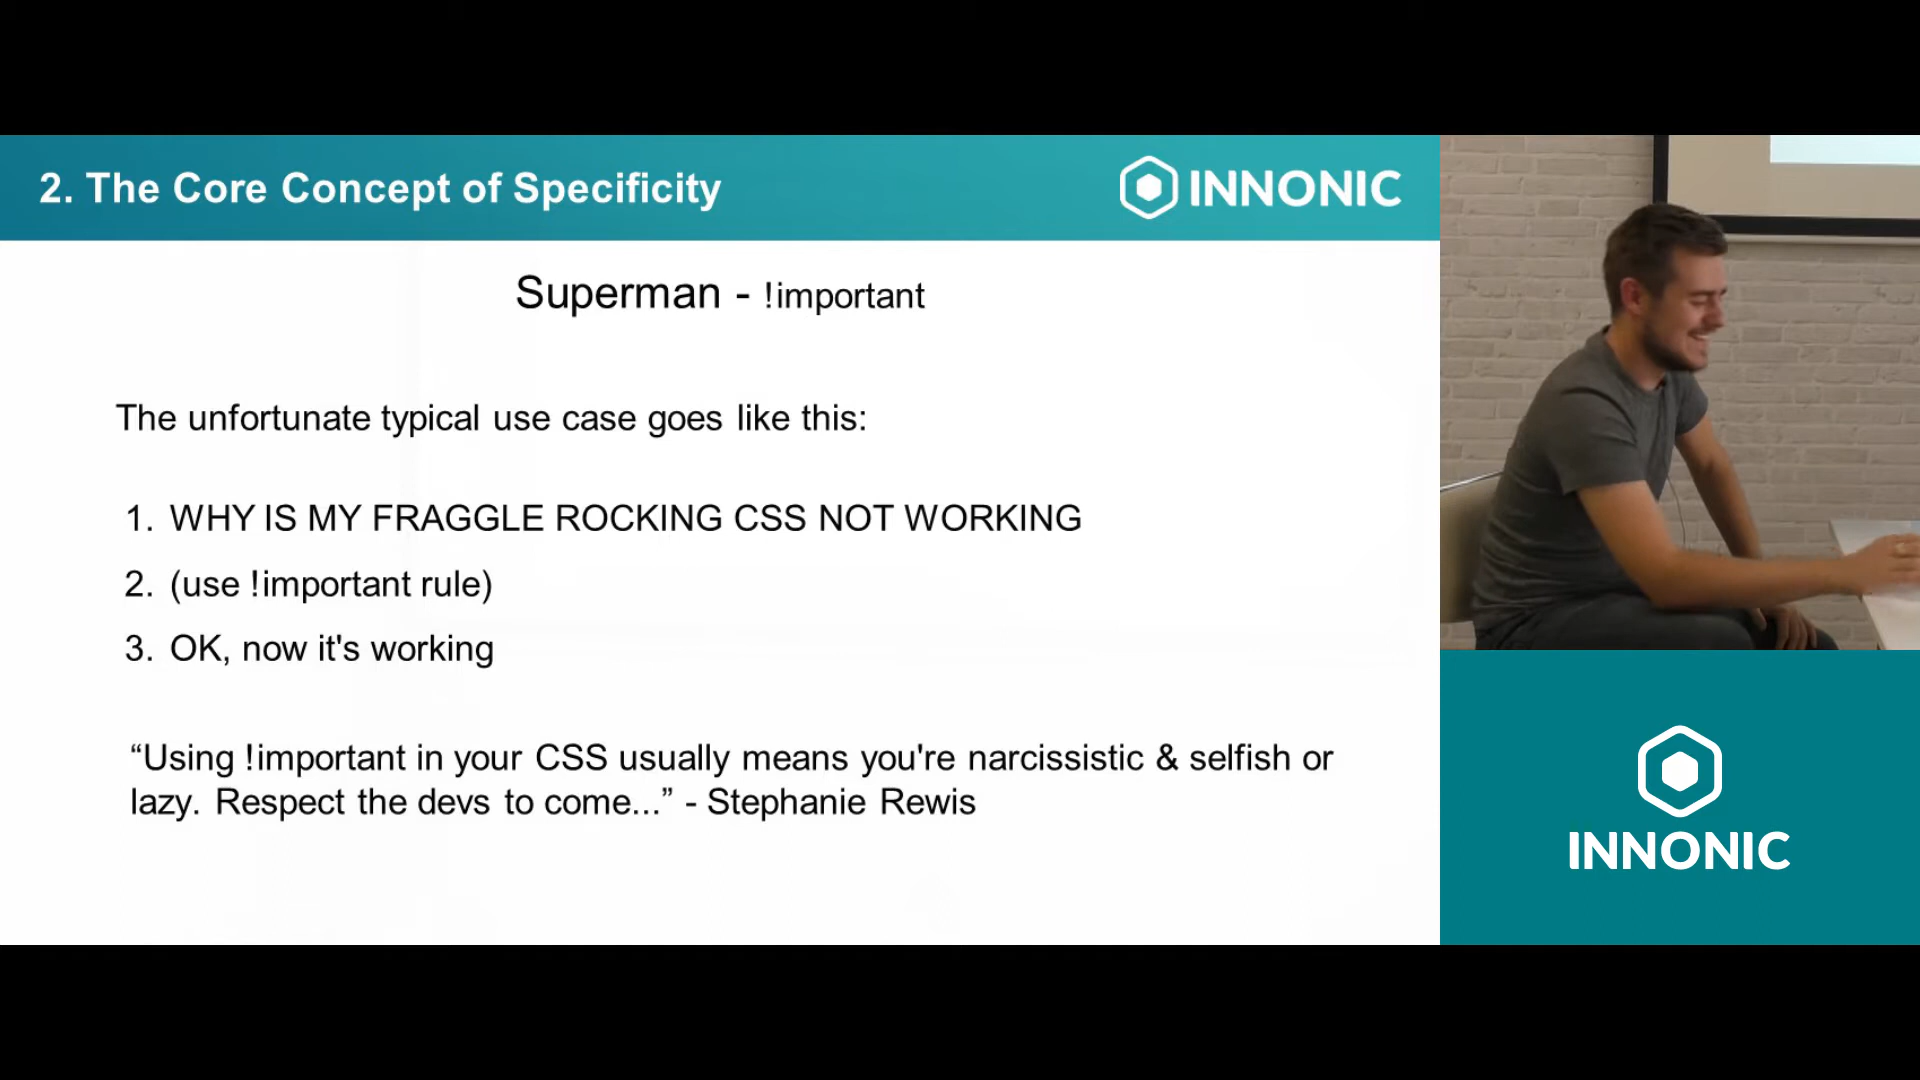 2. The Core Concept of Specificity
INNONIC
Superman - !important
The unfortunate typical use case goes like this:
1. WHY IS MY FRAGGLE ROCKING CSS NOT WORKING
2. (use !important rule)
3. OK, now it's working
“Using !important in your CSS usually means you're narcissistic & selfish or
lazy. Respect the devs to come...” - Stephanie Rewis
INNONIC